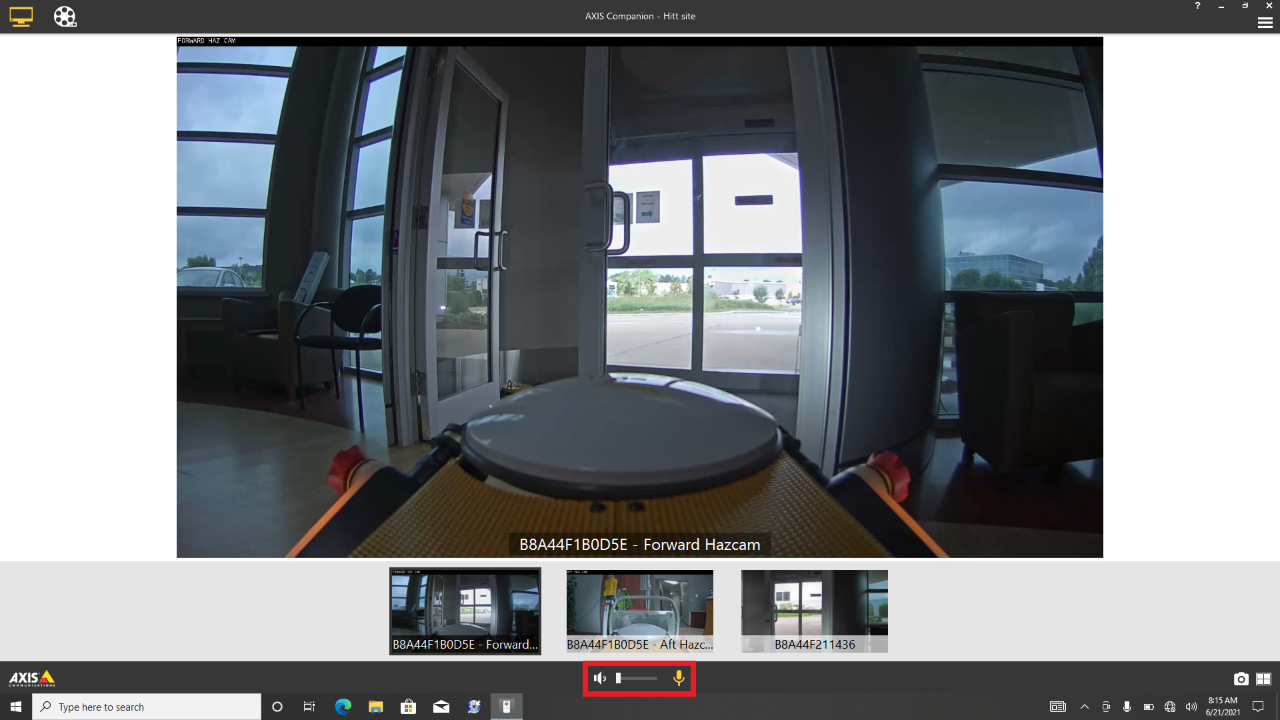 AXIS Companion - Hitt site
?
FORWARD HAZ CAM
B8A44F1B0D5E - Forward Hazcam
B8A44F1B0D5E - Forward...
B8A44F1B0D5E - Aft Hazc...
B8A44F211436
AXIS
COMMUNICATIONS
Type here to search
8:15 AM
6/21/2021